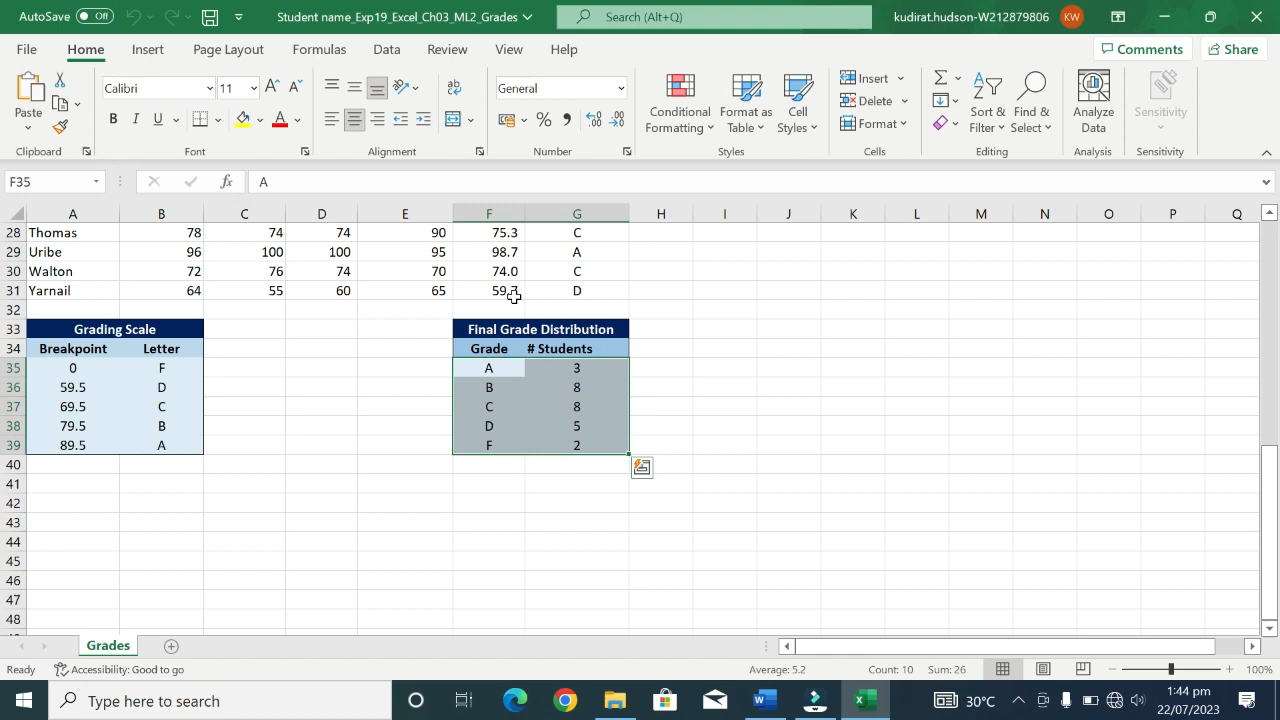 AutoSave Off Student name_Exp19_Excel_Ch03_ML2_Grades Search (Alt+Q) kudirat.hudson-W212879806 KW
File Home Insert Page Layout Formulas Data Review View Help Comments Share
Paste Calibri 11 General Conditional Formatting Format as Table Cell Styles Insert Delete Format Sort & Filter Find & Select Analyze Data Sensitivity
Clipboard Font Alignment Number Styles Cells Editing Analysis Sensitivity
F35 fx A
A B C D E F G H I J K L M N O P Q
28 Thomas 78 74 74 90 75.3 C
29 Uribe 96 100 100 95 98.7 A
30 Walton 72 76 74 70 74.0 C
31 Yarnail 64 55 60 65 59.7 D
32
33 Grading Scale Final Grade Distribution
34 Breakpoint Letter Grade # Students
35 0 F A 3
36 59.5 D B 8
37 69.5 C C 8
38 79.5 B D 5
39 89.5 A F 2
40
41
42
43
44
45
46
47
48
Grades
Ready Accessibility: Good to go Average: 5.2 Count: 10 Sum: 26 100%
Type here to search 30°C 1:44 pm
22/07/2023